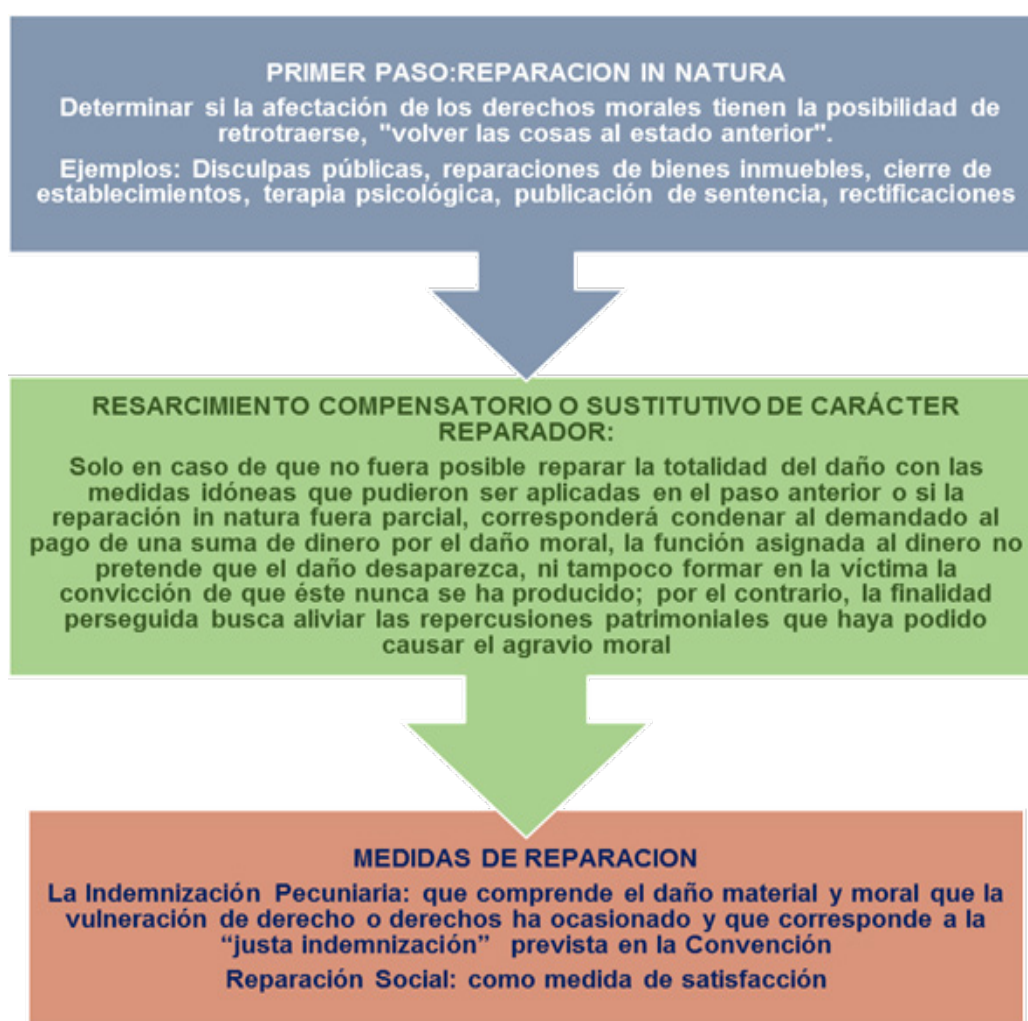 PRIMER PASO:REPARACION IN NATURA
Determinar si la afectación de los derechos morales tienen la posibilidad de
retrotraerse, "volver las cosas al estado anterior".
Ejemplos: Disculpas públicas, reparaciones de bienes inmuebles, cierre de
establecimientos, terapia psicológica, publicación de sentencia, rectificaciones
RESARCIMIENTO COMPENSATORIO O SUSTITUTIVO DE CARÁCTER
REPARADOR:
Solo en caso de que no fuera posible reparar la totalidad del daño con las
medidas idóneas que pudieron ser aplicadas en el paso anterior o si la
reparación in natura fuera parcial, corresponderá condenar al demandado al
pago de una suma de dinero por el daño moral, la función asignada al dinero no
pretende que el daño desaparezca, ni tampoco formar en la víctima la
convicción de que éste nunca se ha producido; por el contrario, la finalidad
perseguida busca aliviar las repercusiones patrimoniales que haya podido
causar el agravio moral
MEDIDAS DE REPARACION
La Indemnización Pecuniaria: que comprende el daño material y moral que la
vulneración de derecho o derechos ha ocasionado y que corresponde a la
“justa indemnización” prevista en la Convención
Reparación Social: como medida de satisfacción